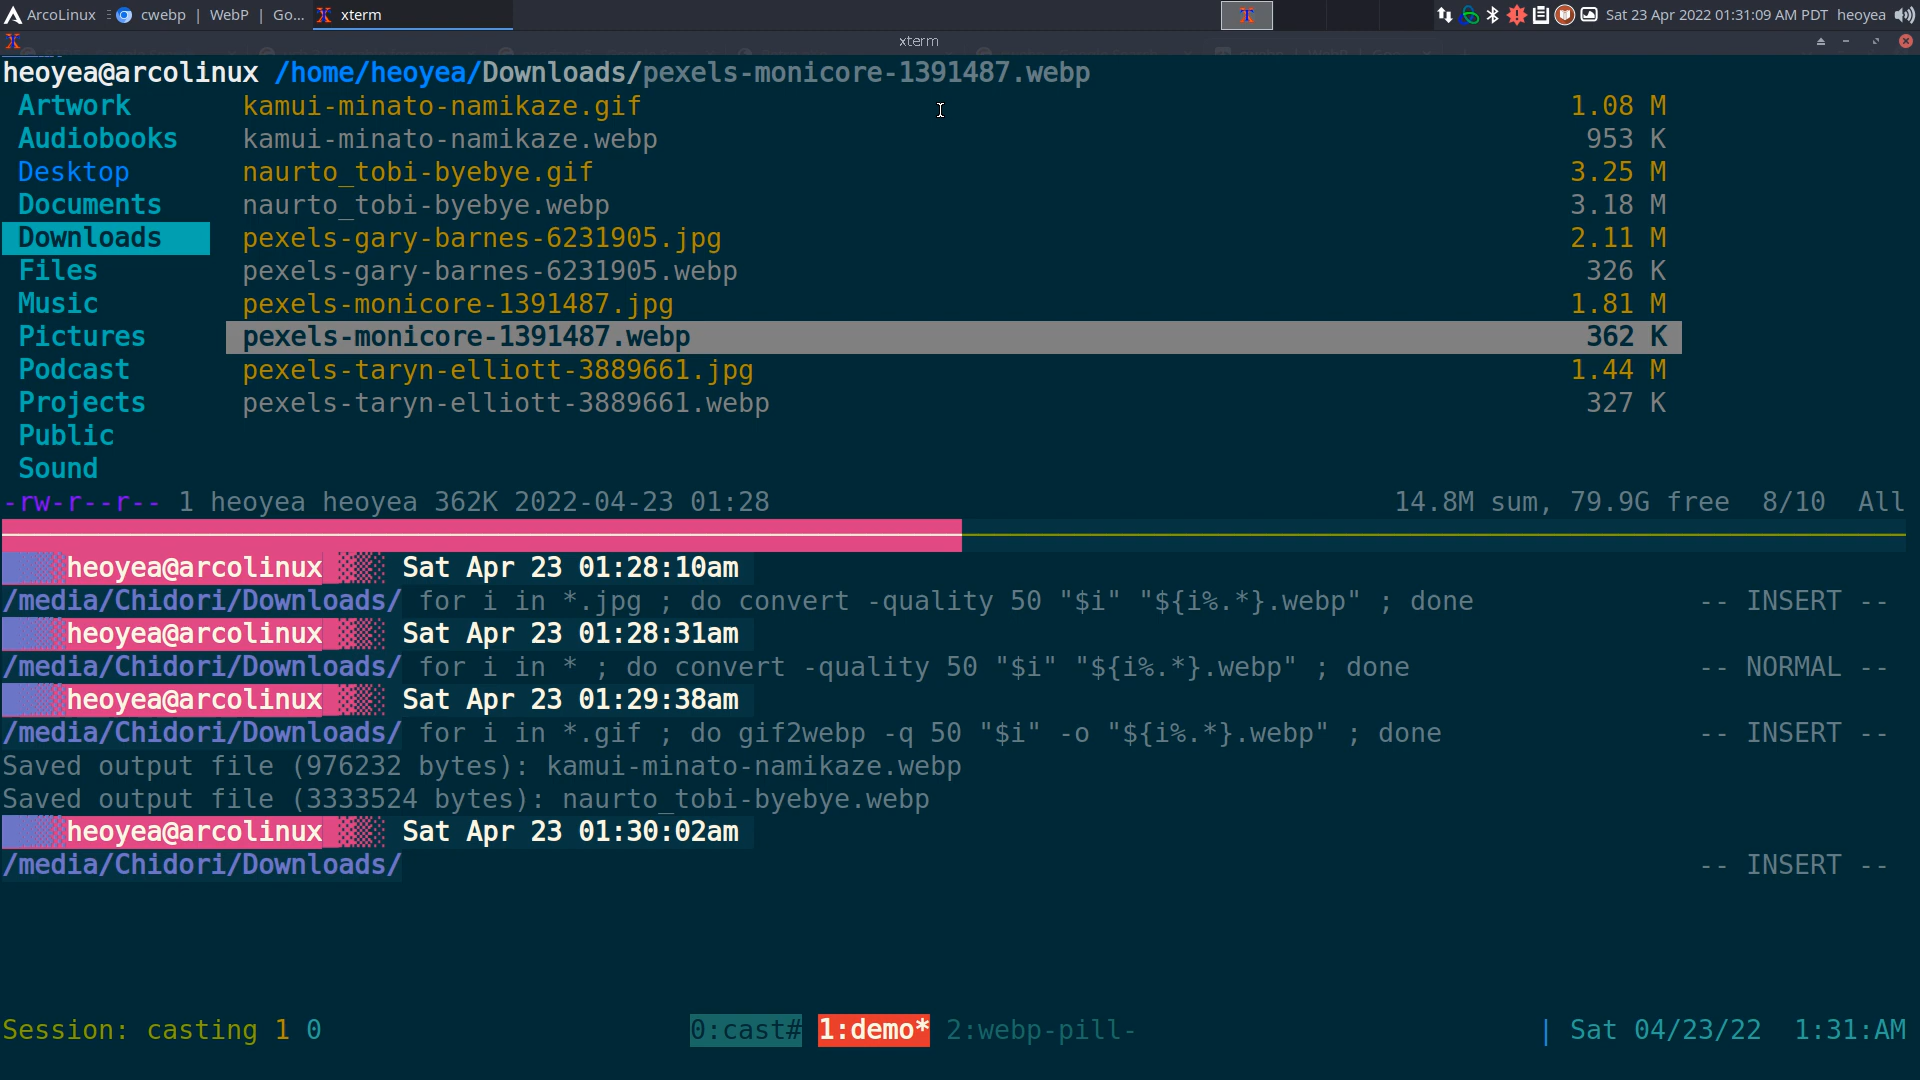 ArcoLinux cwebp | WebP | Go... xterm Sat 23 Apr 2022 01:31:09 AM PDT heoyea
xterm
heoyea@arcolinux /home/heoyea/Downloads/pexels-monicore-1391487.webp
Artwork kamui-minato-namikaze.gif 1.08 M
Audiobooks kamui-minato-namikaze.webp 953 K
Desktop naurto_tobi-byebye.gif 3.25 M
Documents naurto_tobi-byebye.webp 3.18 M
Downloads pexels-gary-barnes-6231905.jpg 2.11 M
Files pexels-gary-barnes-6231905.webp 326 K
Music pexels-monicore-1391487.jpg 1.81 M
Pictures pexels-monicore-1391487.webp 362 K
Podcast pexels-taryn-elliott-3889661.jpg 1.44 M
Projects pexels-taryn-elliott-3889661.webp 327 K
Public
Sound
-rw-r--r-- 1 heoyea heoyea 362K 2022-04-23 01:28 14.8M sum, 79.9G free 8/10 All
heoyea@arcolinux Sat Apr 23 01:28:10am
/media/Chidori/Downloads/ for i in *.jpg ; do convert -quality 50 "$i" "${i%.*}.webp" ; done -- INSERT --
heoyea@arcolinux Sat Apr 23 01:28:31am
/media/Chidori/Downloads/ for i in * ; do convert -quality 50 "$i" "${i%.*}.webp" ; done -- NORMAL --
heoyea@arcolinux Sat Apr 23 01:29:38am
/media/Chidori/Downloads/ for i in *.gif ; do gif2webp -q 50 "$i" -o "${i%.*}.webp" ; done -- INSERT --
Saved output file (976232 bytes): kamui-minato-namikaze.webp
Saved output file (3333524 bytes): naurto_tobi-byebye.webp
heoyea@arcolinux Sat Apr 23 01:30:02am
/media/Chidori/Downloads/ -- INSERT --
Session: casting 1 0 0:cast# 1:demo* 2:webp-pill- | Sat 04/23/22 1:31:AM